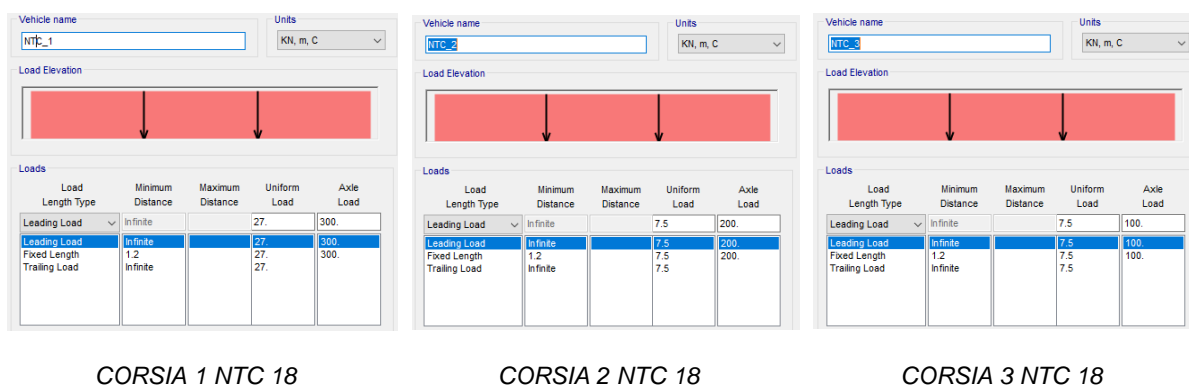 Vehicle name
Units
NTC_1
KN, m, C
Load Elevation
Loads
Load Minimum Maximum Uniform Axle
Length Type Distance Distance Load Load
Leading Load Infinite 27. 300.
Leading Load Infinite 27. 300.
Fixed Length 1.2 27. 300.
Trailing Load Infinite 27.
CORSIA 1 NTC 18
Vehicle name
Units
NTC_2
KN, m, C
Load Elevation
Loads
Load Minimum Maximum Uniform Axle
Length Type Distance Distance Load Load
Leading Load Infinite 7.5 200.
Leading Load Infinite 7.5 200.
Fixed Length 1.2 7.5 200.
Trailing Load Infinite 7.5
CORSIA 2 NTC 18
Vehicle name
Units
NTC_3
KN, m, C
Load Elevation
Loads
Load Minimum Maximum Uniform Axle
Length Type Distance Distance Load Load
Leading Load Infinite 7.5 100.
Leading Load Infinite 7.5 100.
Fixed Length 1.2 7.5 100.
Trailing Load Infinite 7.5
CORSIA 3 NTC 18